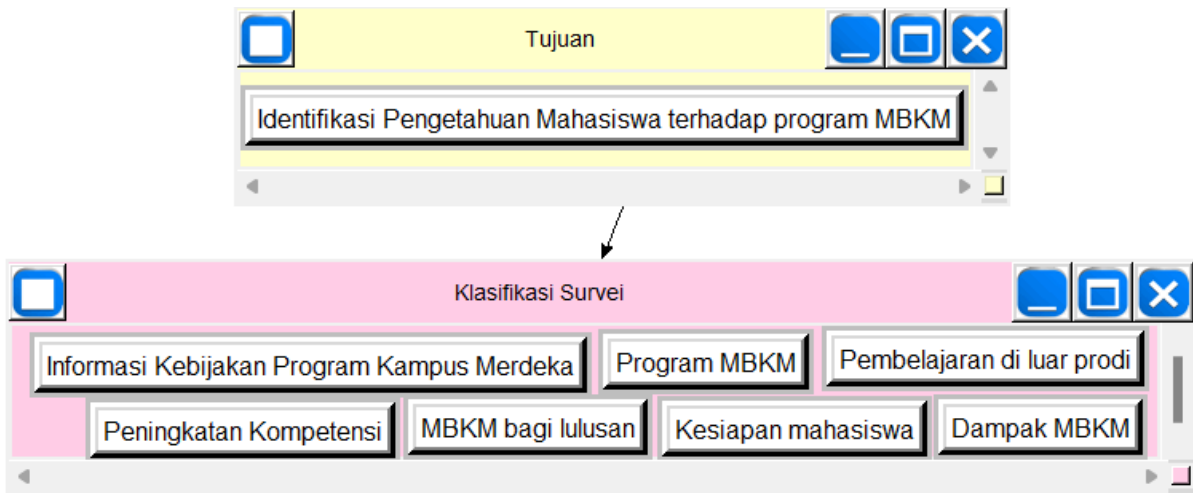 Tujuan
Identifikasi Pengetahuan Mahasiswa terhadap program MBKM
Klasifikasi Survei
Informasi Kebijakan Program Kampus Merdeka
Program MBKM
Pembelajaran di luar prodi
Peningkatan Kompetensi
MBKM bagi lulusan
Kesiapan mahasiswa
Dampak MBKM